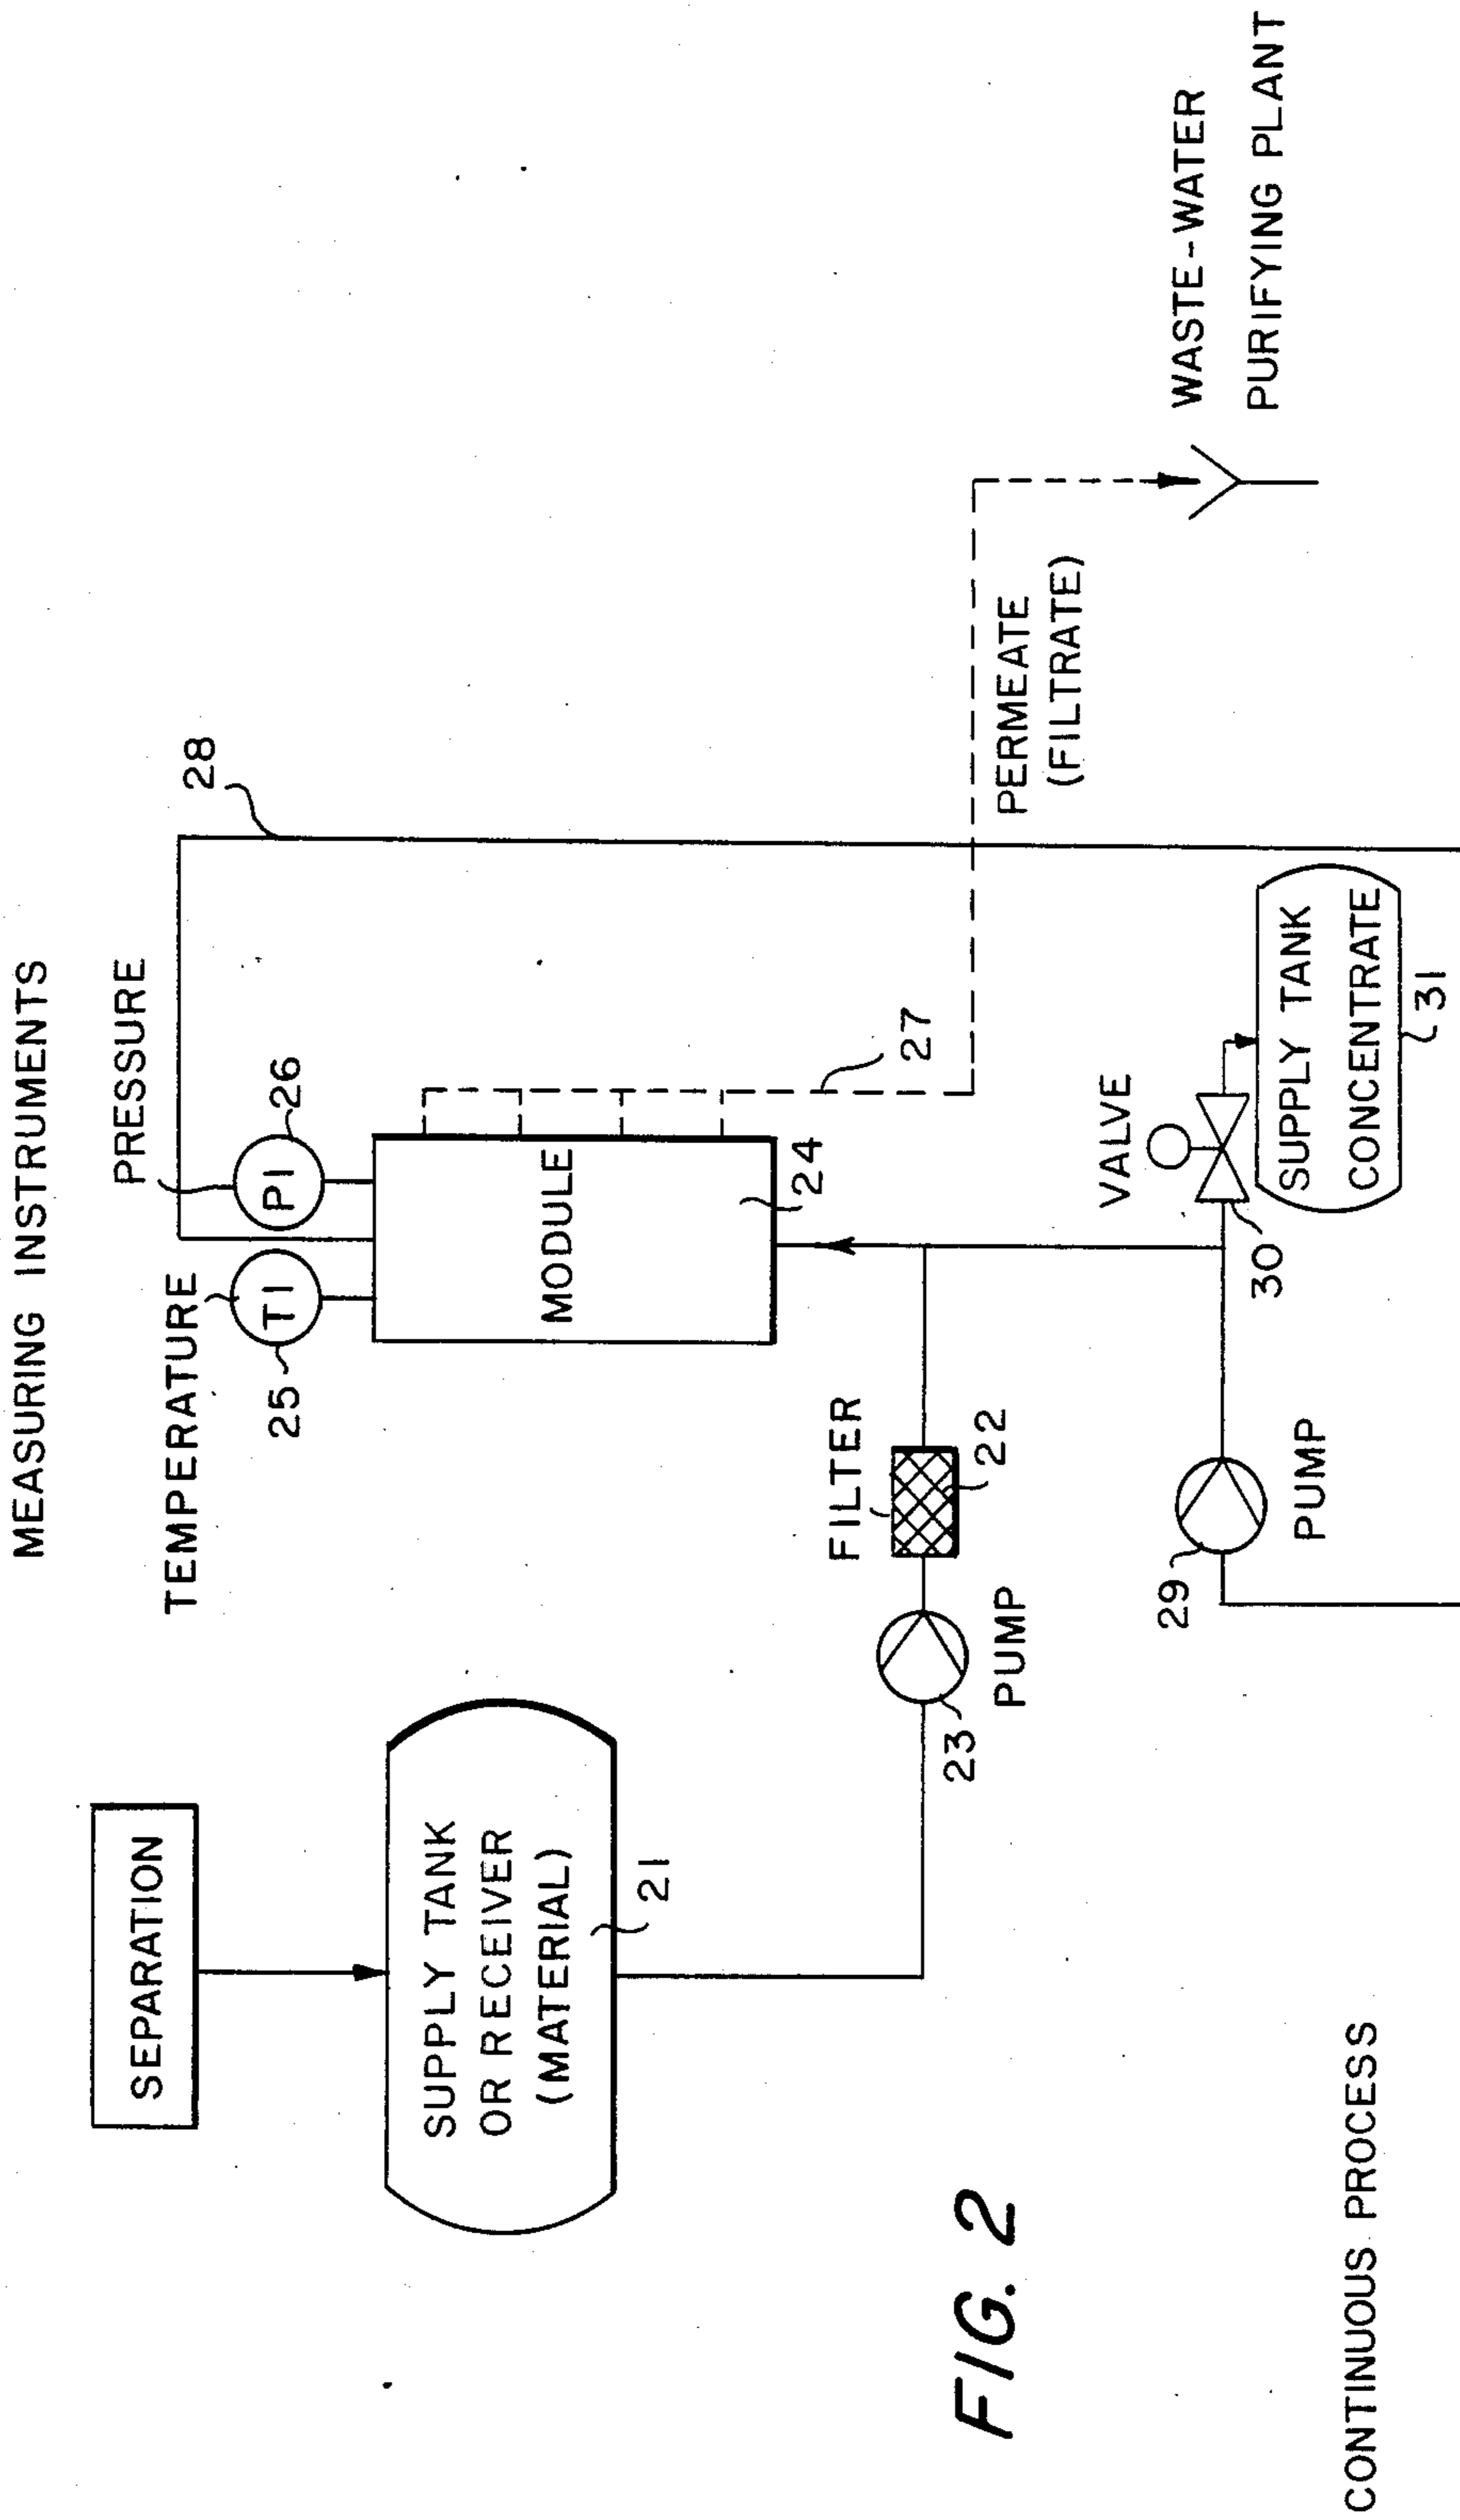 MEASURING INSTRUMENTS
TEMPERATURE
PRESSURE
25
TI
PI
26
28
SEPARATION
SUPPLY TANK
OR RECEIVER
(MATERIAL)
21
MODULE
24
27
FILTER
22
23
PUMP
PERMEATE
(FILTRATE)
WASTE-WATER
PURIFYING PLANT
VALVE
29
PUMP
30
SUPPLY TANK
CONCENTRATE
31
FIG. 2
CONTINUOUS PROCESS